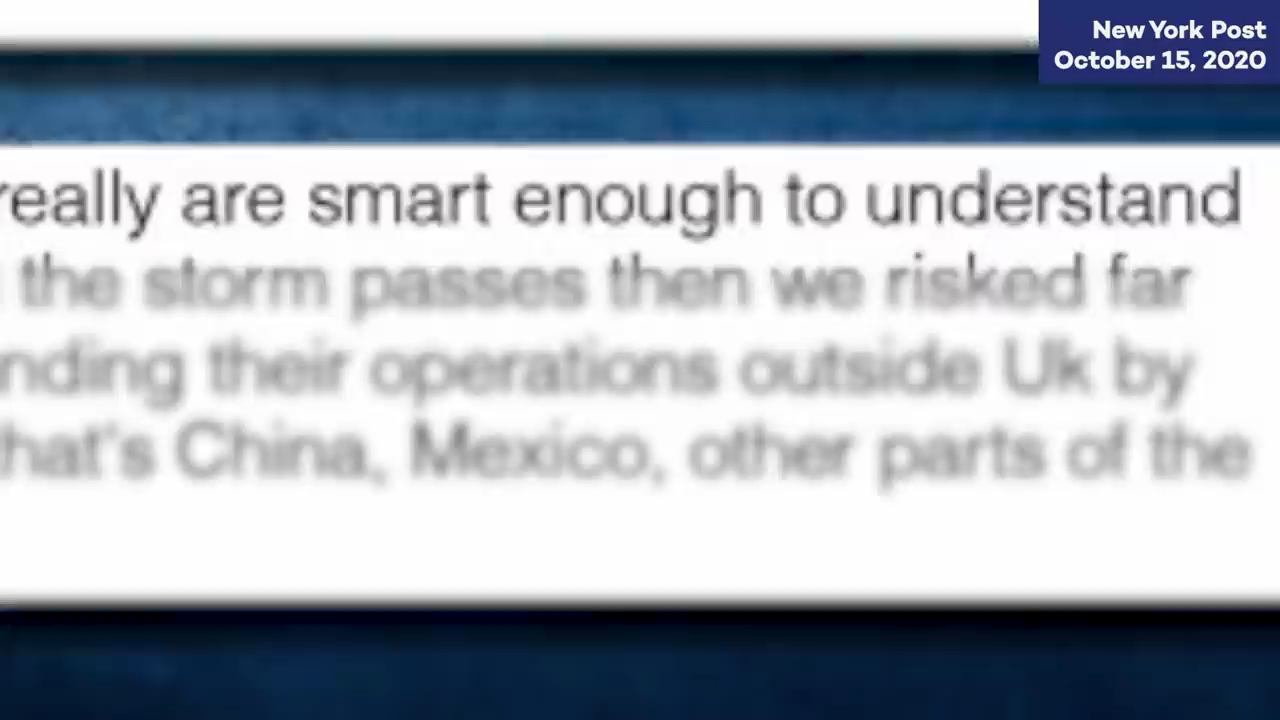 New York Post
October 15, 2020
really are smart enough to understand
the storm passes then we risked far
nding their operations outside Uk by
hat's China, Mexico, other parts of the